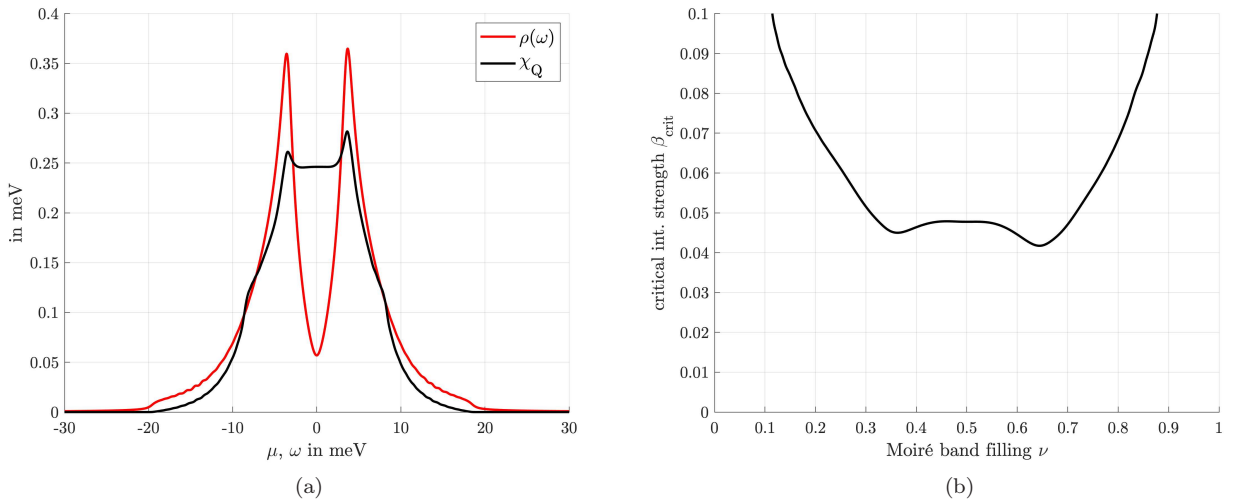 0.4
0.35
0.3
0.25
0.2
0.15
0.1
0.05
0
in meV
-30 -20 -10 0 10 20 30
μ, ω in meV
ρ(ω)
χQ
(a)
0.1
0.09
0.08
0.07
0.06
0.05
0.04
0.03
0.02
0.01
0
critical int. strength βcrit
0 0.1 0.2 0.3 0.4 0.5 0.6 0.7 0.8 0.9 1
Moiré band filling ν
(b)